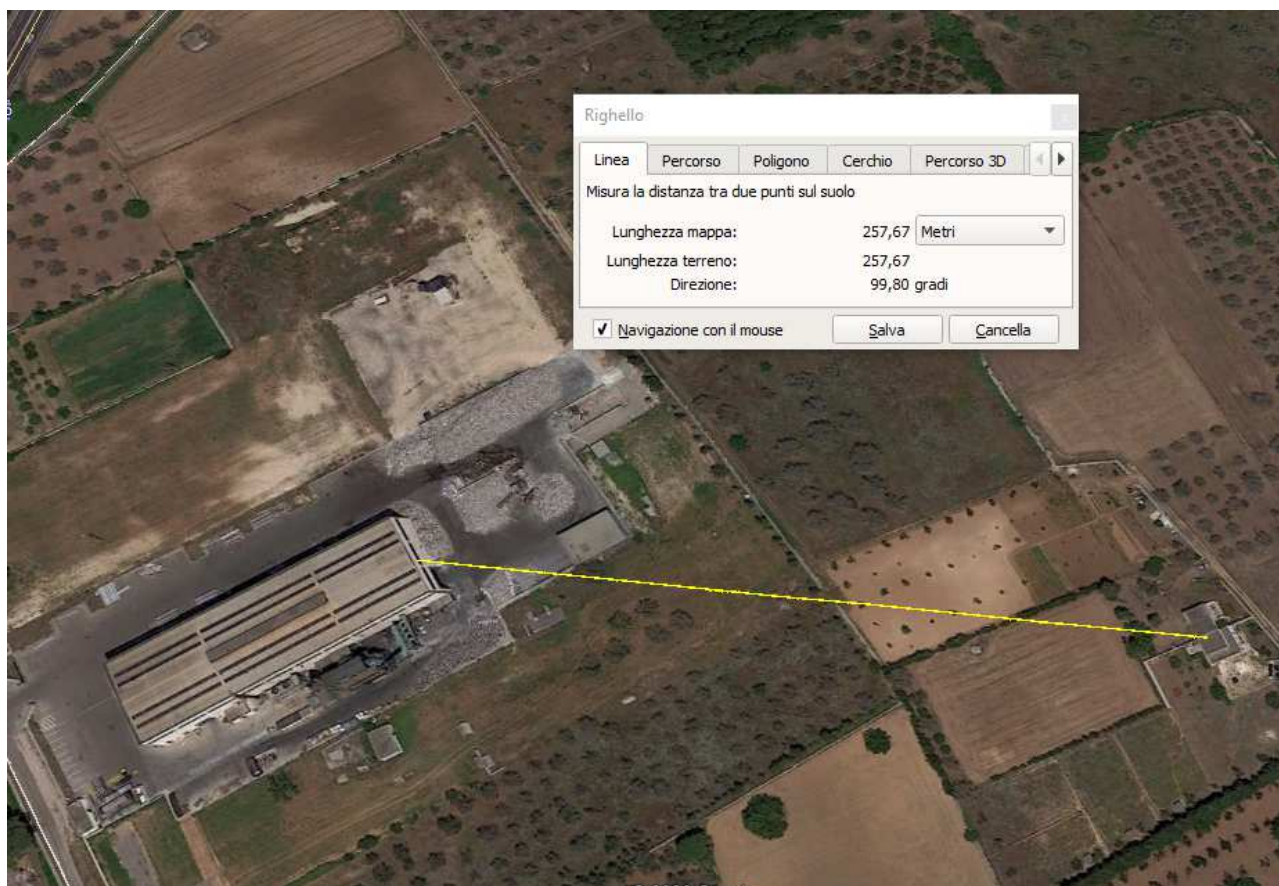 Righello
Linea Percorso Poligono Cerchio Percorso 3D
Misura la distanza tra due punti sul suolo
Lunghezza mappa: 257,67 Metri
Lunghezza terreno: 257,67
Direzione: 99,80 gradi
Navigazione con il mouse Salva Cancella